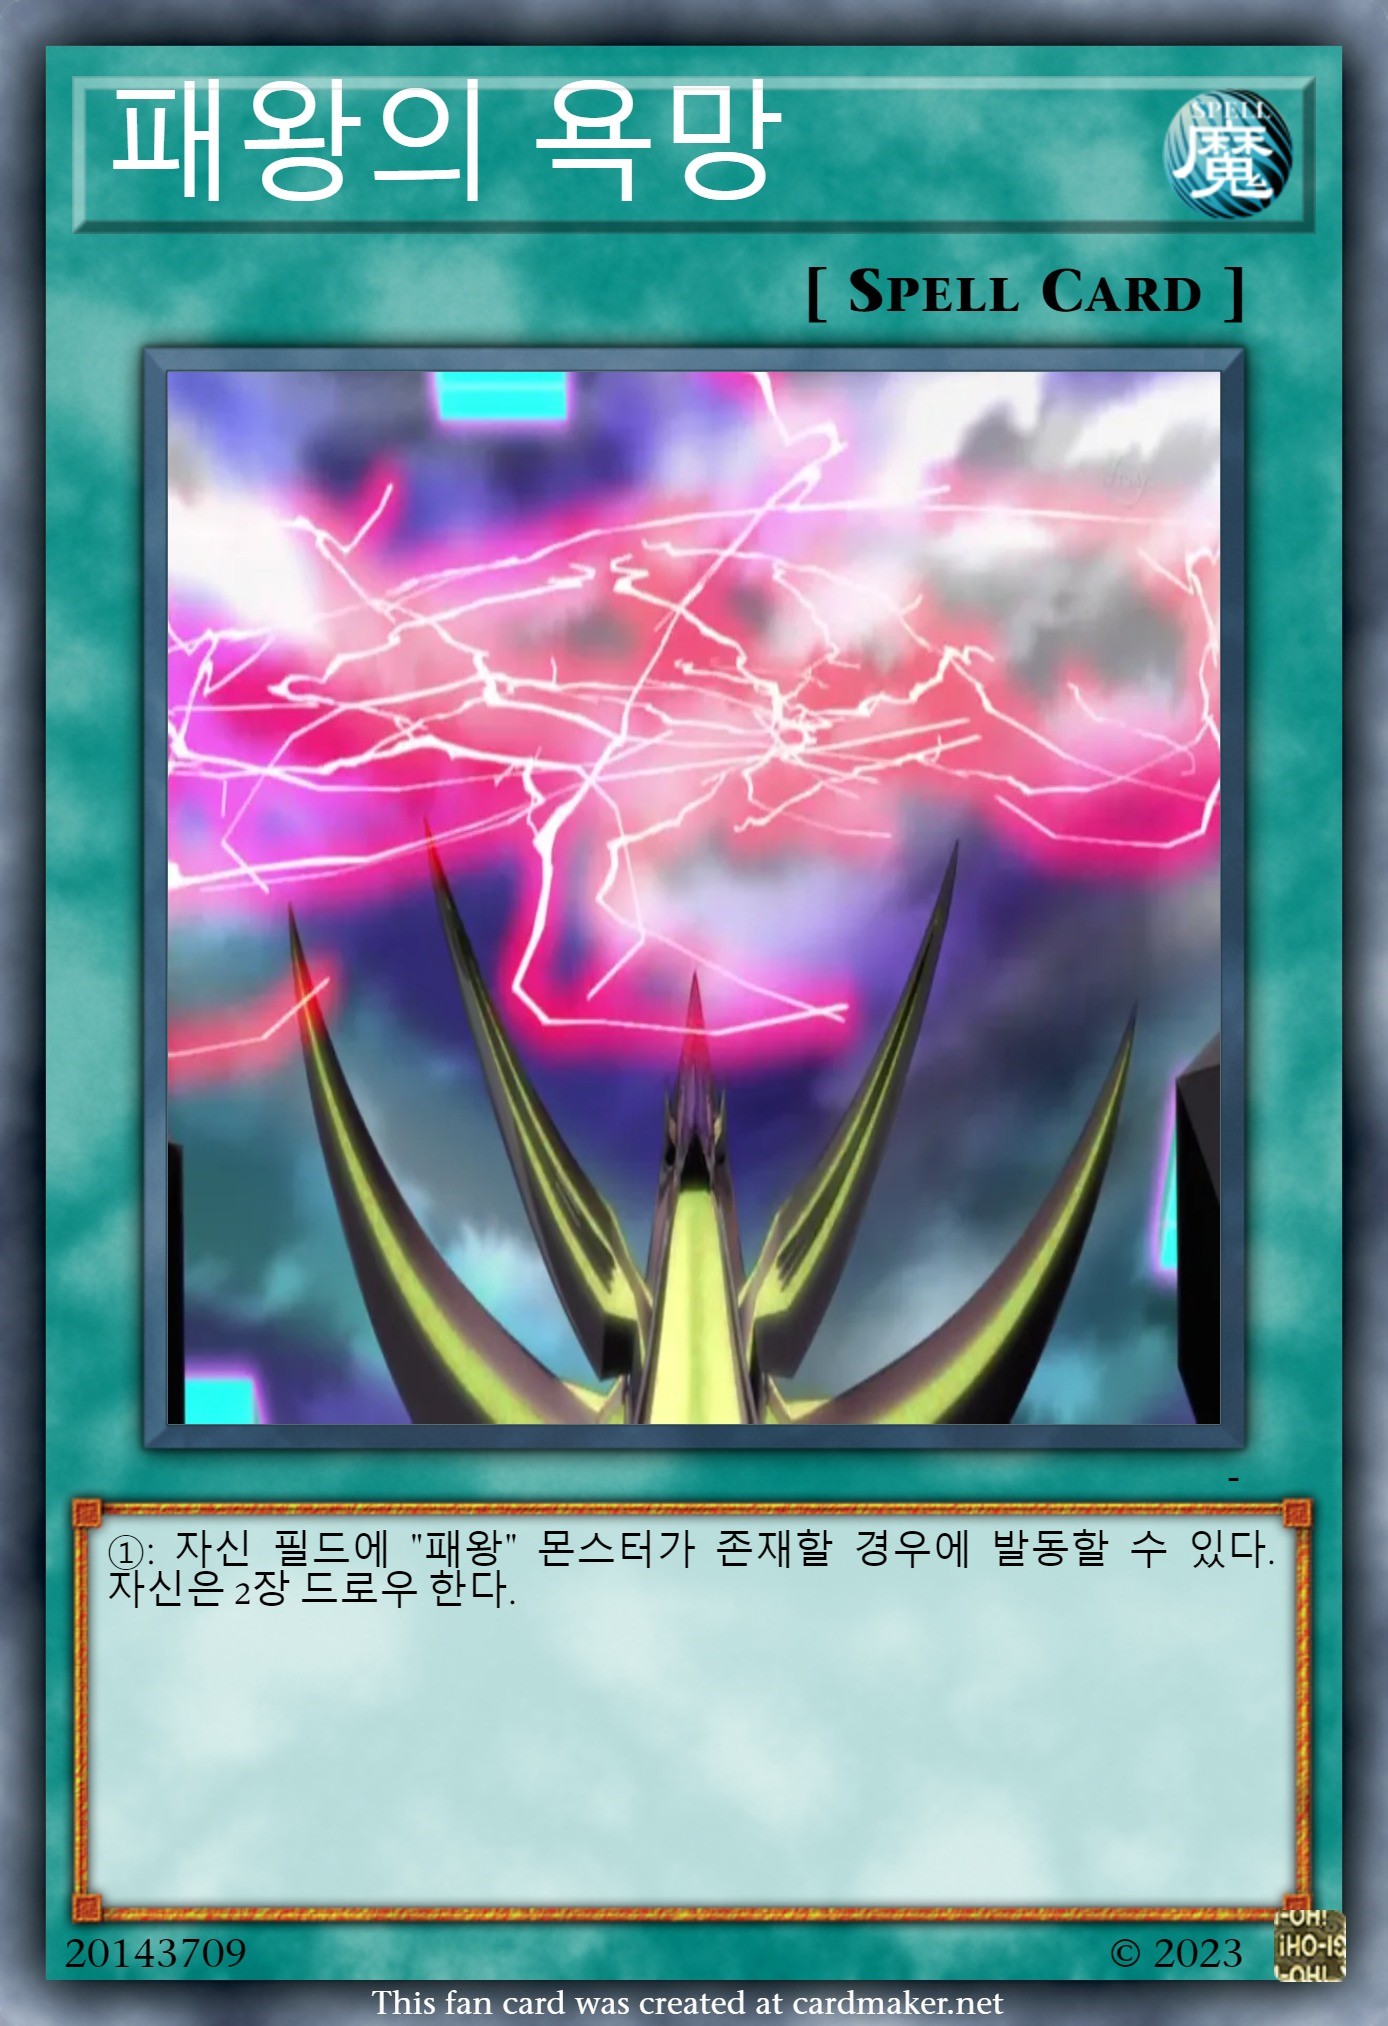 패왕의 욕망
SPELL
魔
[ SPELL CARD ]
-
①: 자신 필드에 "패왕" 몬스터가 존재할 경우에 발동할 수 있다.
자신은 2장 드로우 한다.
20143709
© 2023
This fan card was created at cardmaker.net